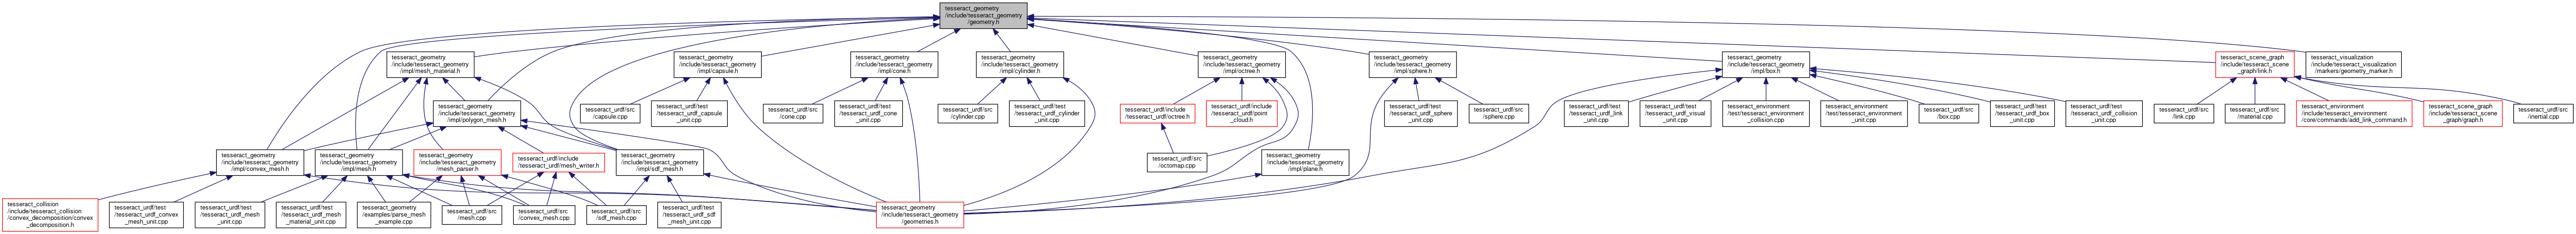 tesseract_geometry
/include/tesseract_geometry
/geometry.h
tesseract_geometry
/include/tesseract_geometry
/impl/mesh_material.h
tesseract_geometry
/include/tesseract_geometry
/impl/capsule.h
tesseract_geometry
/include/tesseract_geometry
/impl/cone.h
tesseract_geometry
/include/tesseract_geometry
/impl/cylinder.h
tesseract_geometry
/include/tesseract_geometry
/impl/octree.h
tesseract_geometry
/include/tesseract_geometry
/impl/sphere.h
tesseract_geometry
/include/tesseract_geometry
/impl/box.h
tesseract_scene_graph
/include/tesseract_scene
_graph/link.h
tesseract_visualization
/include/tesseract_visualization
/markers/geometry_marker.h
tesseract_geometry
/include/tesseract_geometry
/impl/polygon_mesh.h
tesseract_urdf/src
/capsule.cpp
tesseract_urdf/test
/tesseract_urdf_capsule
_unit.cpp
tesseract_urdf/src
/cone.cpp
tesseract_urdf/test
/tesseract_urdf_cone
_unit.cpp
tesseract_urdf/src
/cylinder.cpp
tesseract_urdf/test
/tesseract_urdf_cylinder
_unit.cpp
tesseract_urdf/include
/tesseract_urdf/octree.h
tesseract_urdf/include
/tesseract_urdf/point
_cloud.h
tesseract_urdf/test
/tesseract_urdf_sphere
_unit.cpp
tesseract_urdf/src
/sphere.cpp
tesseract_urdf/test
/tesseract_urdf_link
_unit.cpp
tesseract_urdf/test
/tesseract_urdf_visual
_unit.cpp
tesseract_environment
/test/tesseract_environment
_collision.cpp
tesseract_environment
/test/tesseract_environment
_unit.cpp
tesseract_urdf/src
/box.cpp
tesseract_urdf/test
/tesseract_urdf_box
_unit.cpp
tesseract_urdf/test
/tesseract_urdf_collision
_unit.cpp
tesseract_urdf/src
/link.cpp
tesseract_urdf/src
/material.cpp
tesseract_environment
/include/tesseract_environment
/core/commands/add_link_command.h
tesseract_scene_graph
/include/tesseract_scene
_graph/graph.h
tesseract_urdf/src
/inertial.cpp
tesseract_geometry
/include/tesseract_geometry
/impl/convex_mesh.h
tesseract_geometry
/include/tesseract_geometry
/impl/mesh.h
tesseract_geometry
/include/tesseract_geometry
/mesh_parser.h
tesseract_urdf/include
/tesseract_urdf/mesh_writer.h
tesseract_geometry
/include/tesseract_geometry
/impl/sdf_mesh.h
tesseract_urdf/src
/octomap.cpp
tesseract_geometry
/include/tesseract_geometry
/impl/plane.h
tesseract_collision
/include/tesseract_collision
/convex_decomposition/convex
_decomposition.h
tesseract_urdf/test
/tesseract_urdf_convex
_mesh_unit.cpp
tesseract_urdf/test
/tesseract_urdf_mesh
_unit.cpp
tesseract_urdf/test
/tesseract_urdf_mesh
_material_unit.cpp
tesseract_geometry
/examples/parse_mesh
_example.cpp
tesseract_urdf/src
/mesh.cpp
tesseract_urdf/src
/convex_mesh.cpp
tesseract_urdf/src
/sdf_mesh.cpp
tesseract_urdf/test
/tesseract_urdf_sdf
_mesh_unit.cpp
tesseract_geometry
/include/tesseract_geometry
/geometries.h